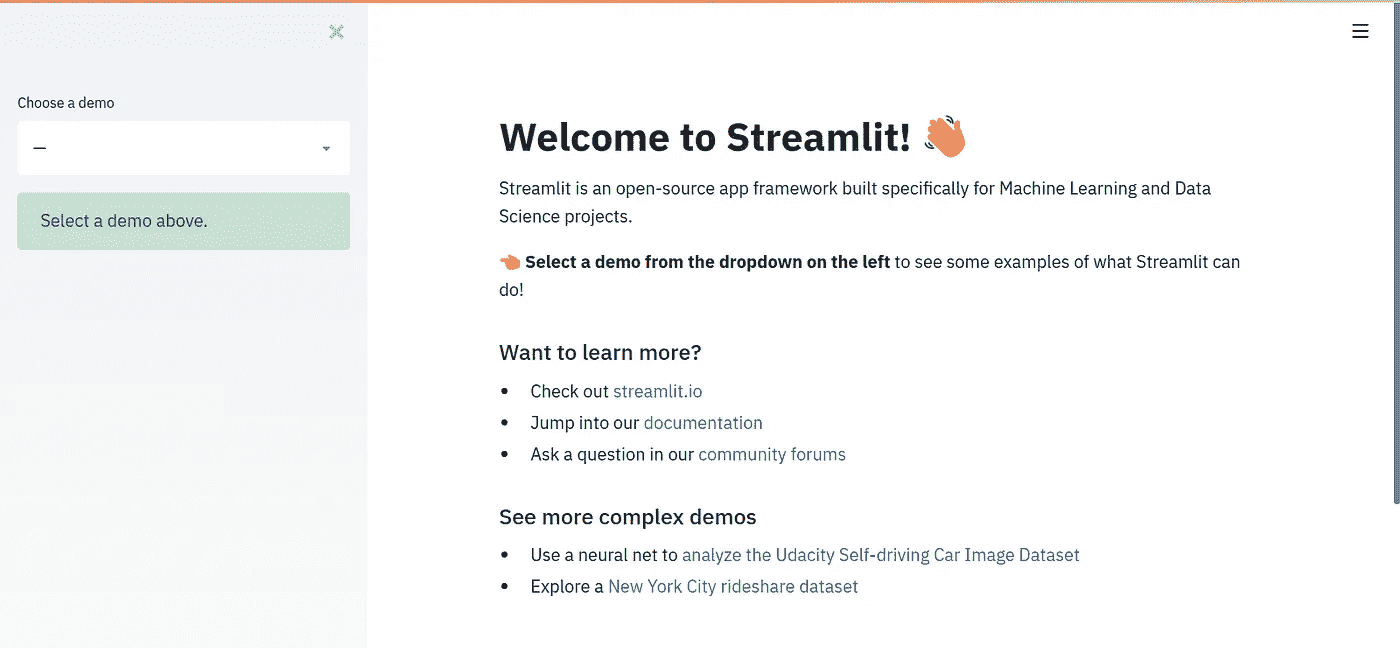 Choose a demo
—
Select a demo above.
Welcome to Streamlit! 👋
Streamlit is an open-source app framework built specifically for Machine Learning and Data
Science projects.
👈 Select a demo from the dropdown on the left to see some examples of what Streamlit can
do!
Want to learn more?
• Check out streamlit.io
• Jump into our documentation
• Ask a question in our community forums
See more complex demos
• Use a neural net to analyze the Udacity Self-driving Car Image Dataset
• Explore a New York City rideshare dataset